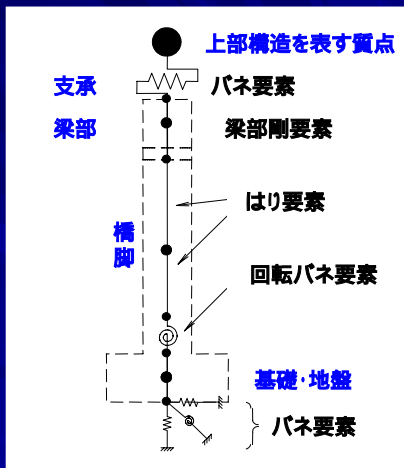 上部構造を表す質点
支承
バネ要素
梁部
梁部剛要素
はり要素
橋脚
回転バネ要素
基礎・地盤
バネ要素